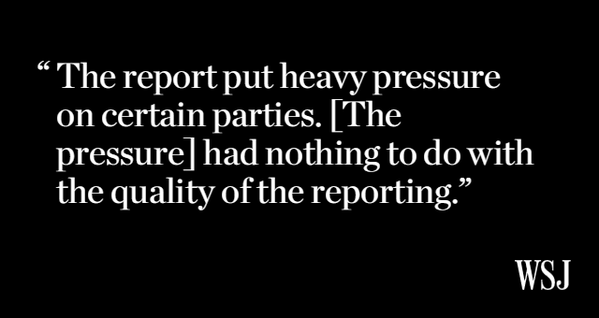 “ The report put heavy pressure
on certain parties. [The
pressure] had nothing to do with
the quality of the reporting.”
WSJ